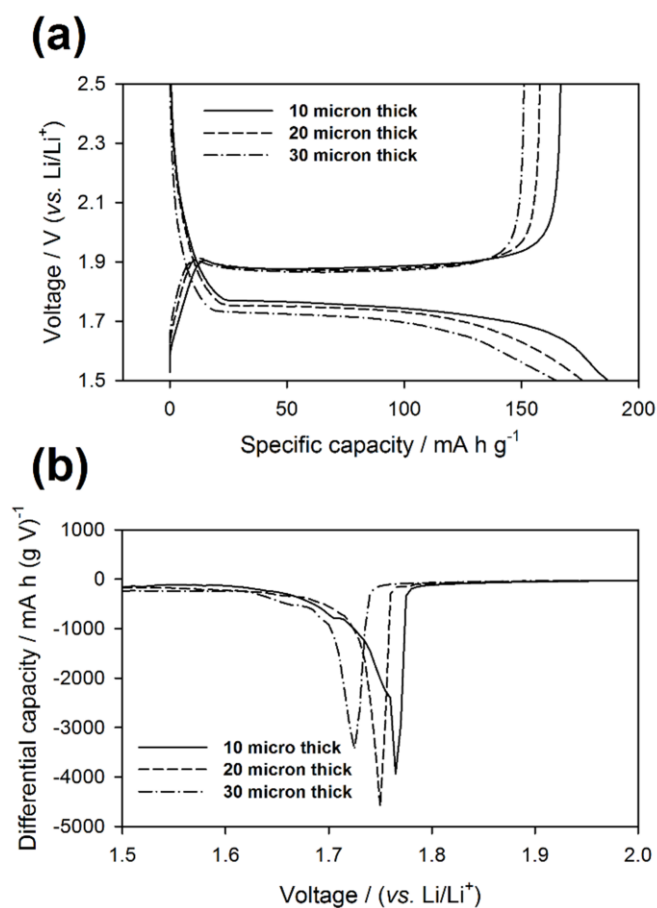 (a)
2.5
2.3
2.1
1.9
1.7
1.5
Voltage / V (vs. Li/Li⁺)
10 micron thick
20 micron thick
30 micron thick
0 50 100 150 200
Specific capacity / mA h g⁻¹
(b)
1000
0
-1000
-2000
-3000
-4000
-5000
Differential capacity / mA h (g V)⁻¹
10 micro thick
20 micron thick
30 micron thick
1.5 1.6 1.7 1.8 1.9 2.0
Voltage / (vs. Li/Li⁺)